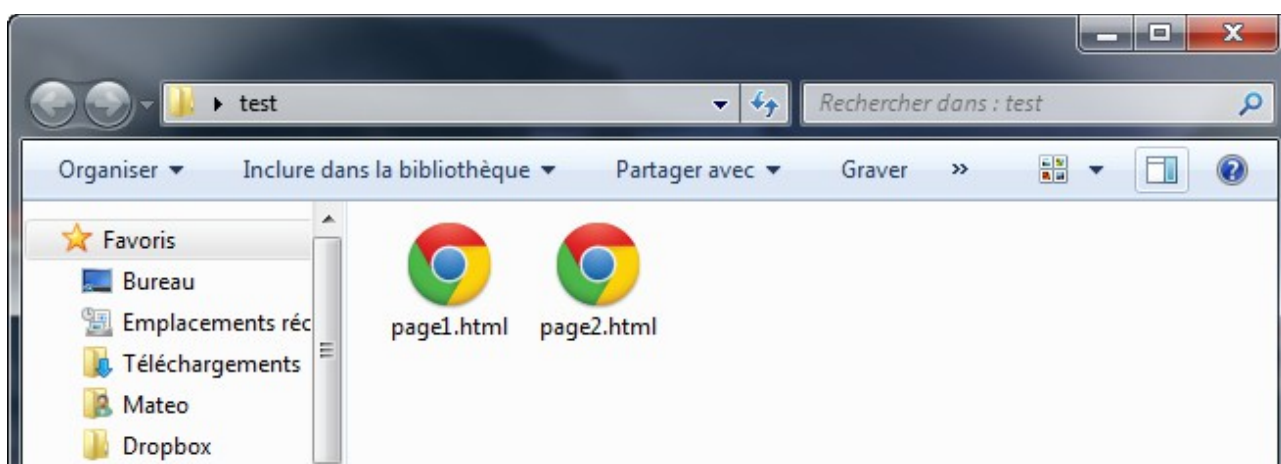 test
Rechercher dans : test
Organiser
Inclure dans la bibliothèque
Partager avec
Graver
Favoris
Bureau
Emplacements réc
Téléchargements
Mateo
Dropbox
page1.html
page2.html